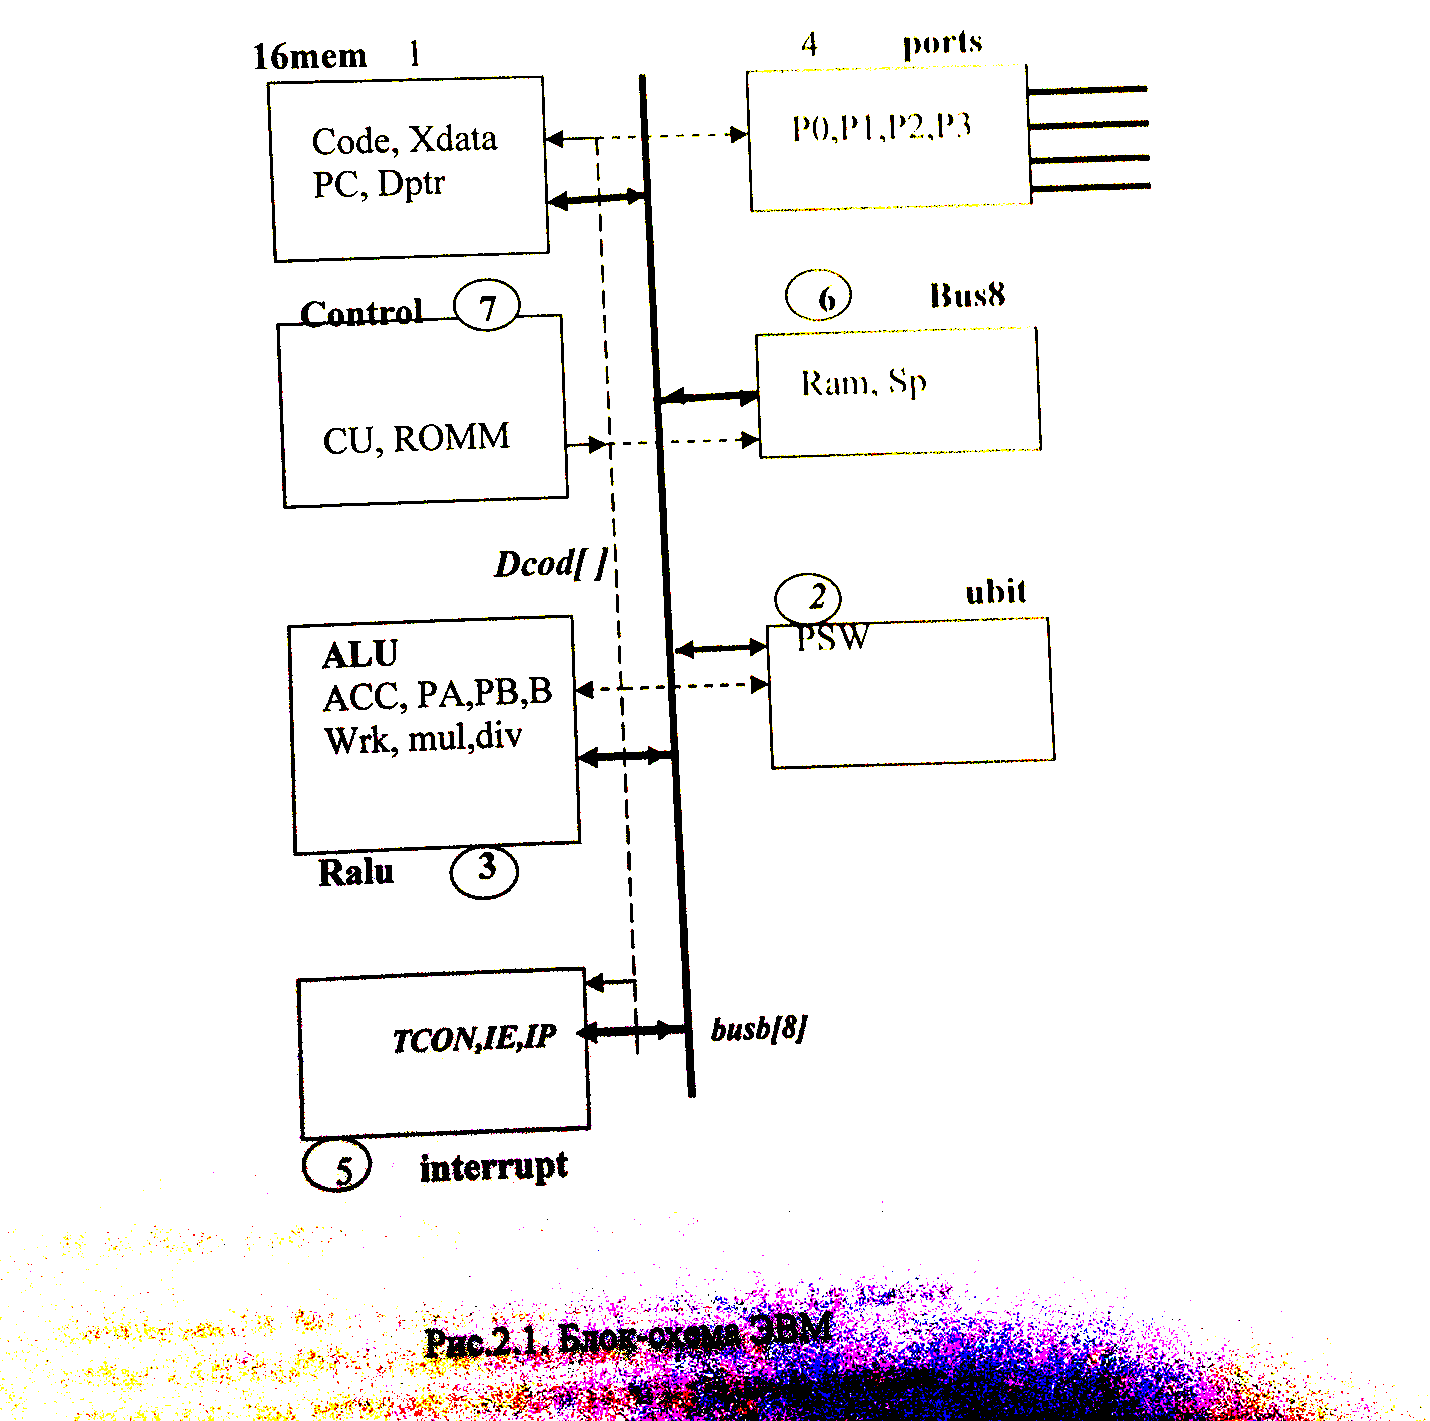 16mem 1
Code, Xdata
PC, Dptr
4 ports
P0,P1,P2,P3
Control 7
CU, ROMM
6 Bus8
Ram, Sp
Dcod[ ]
2 ubit
PSW
ALU
ACC, PA,PB,B
Wrk, mul,div
Ralu 3
TCON,IE,IP
busb[8]
5 interrupt
Рис.2.1. Блок-схема ЭВМ